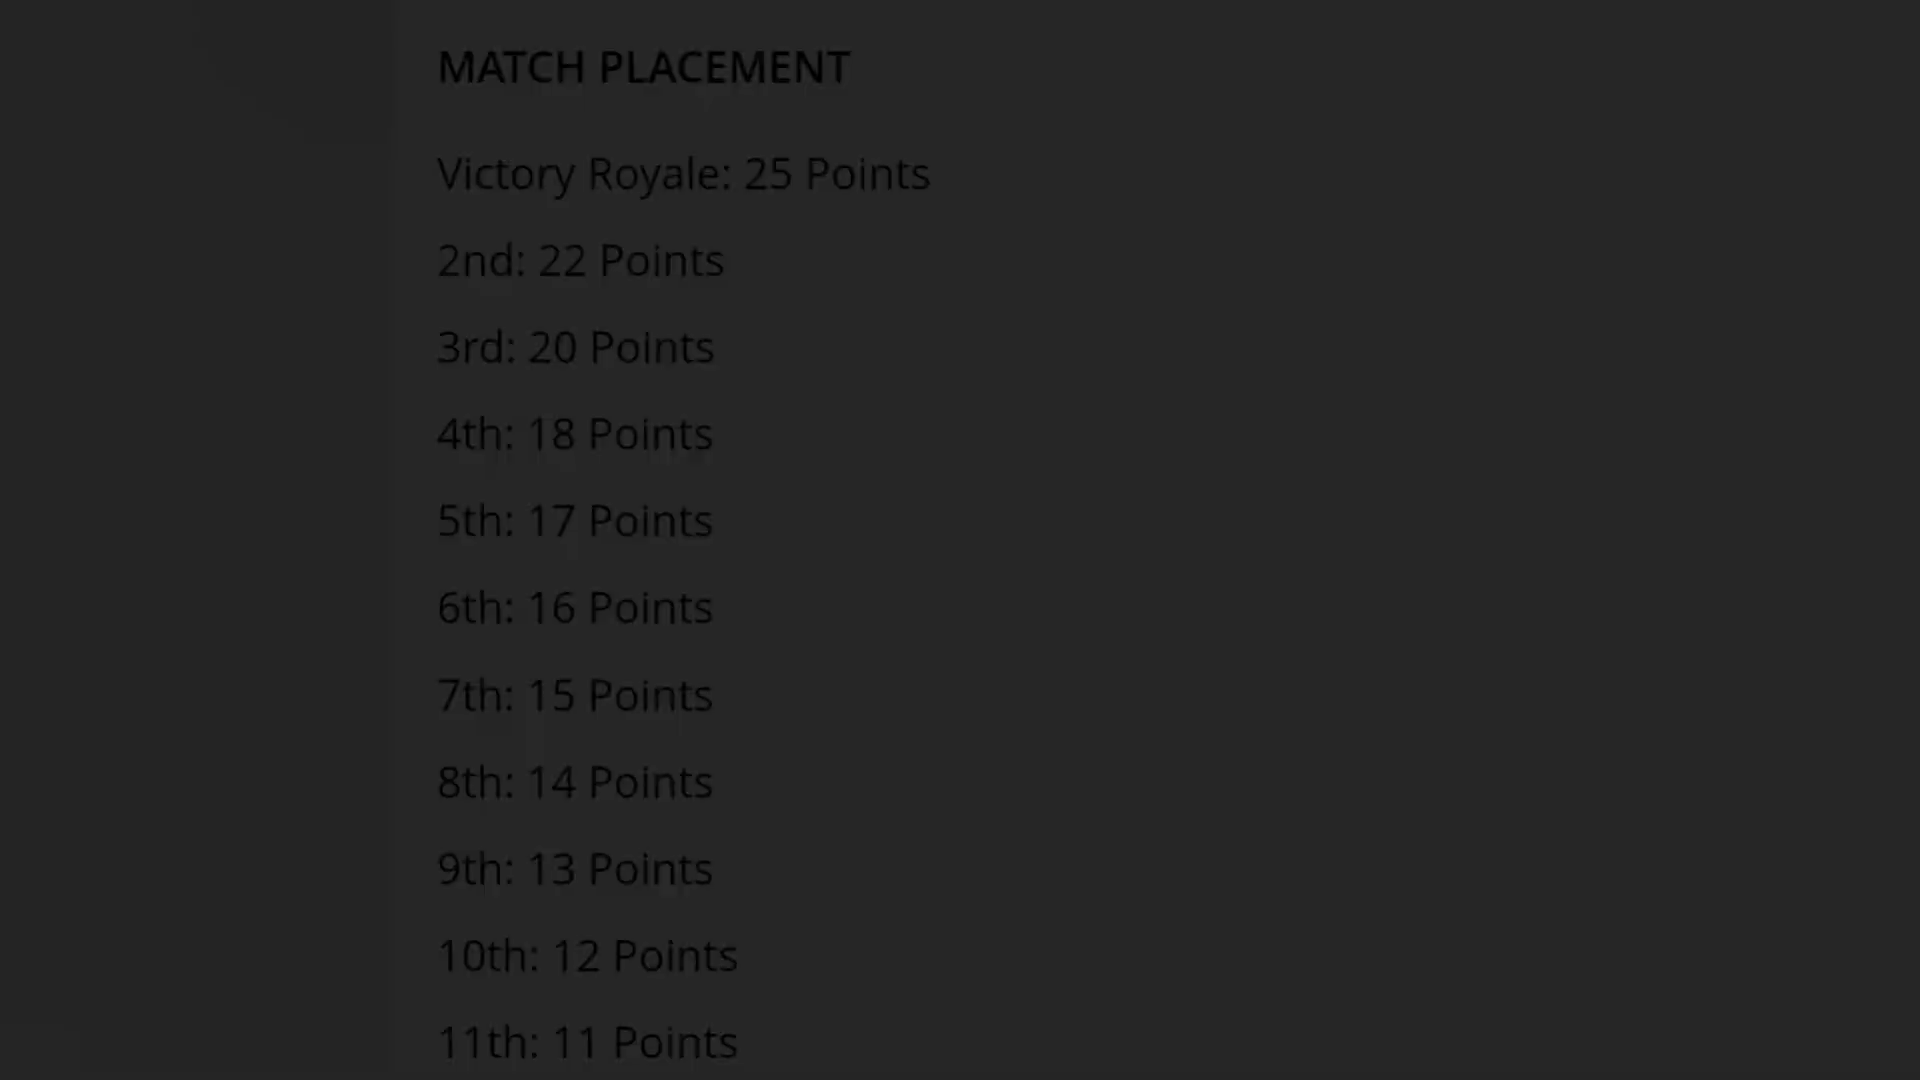 MATCH PLACEMENT
Victory Royale: 25 Points
2nd: 22 Points
3rd: 20 Points
4th: 18 Points
5th: 17 Points
6th: 16 Points
7th: 15 Points
8th: 14 Points
9th: 13 Points
10th: 12 Points
11th: 11 Points